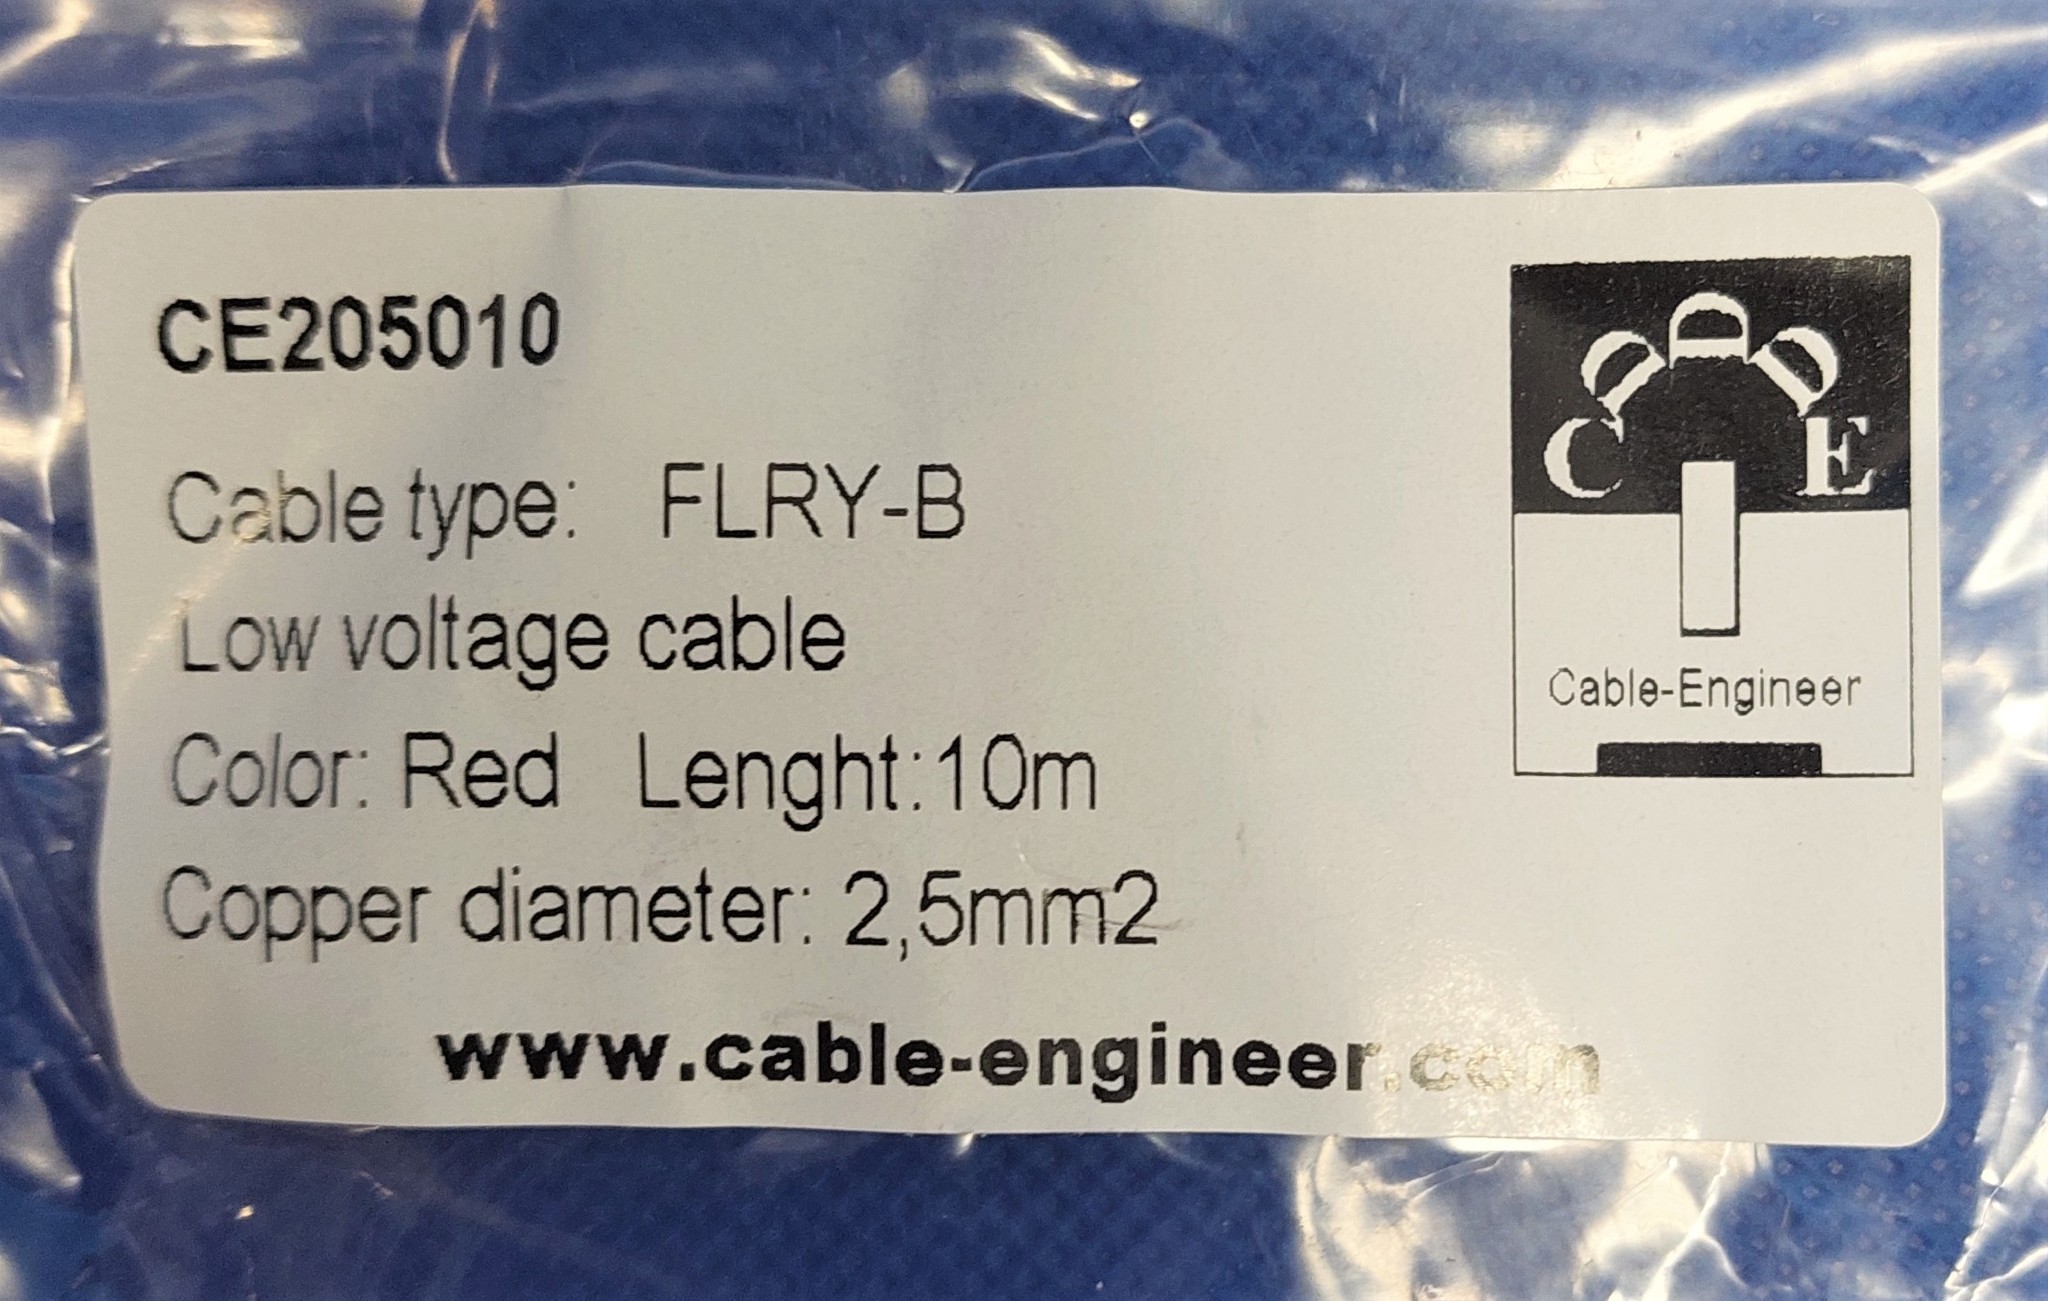 CE205010
Cable type: FLRY-B
Low voltage cable
Color: Red Lenght:10m
Copper diameter: 2,5mm2
www.cable-engineer.com
C E
Cable-Engineer